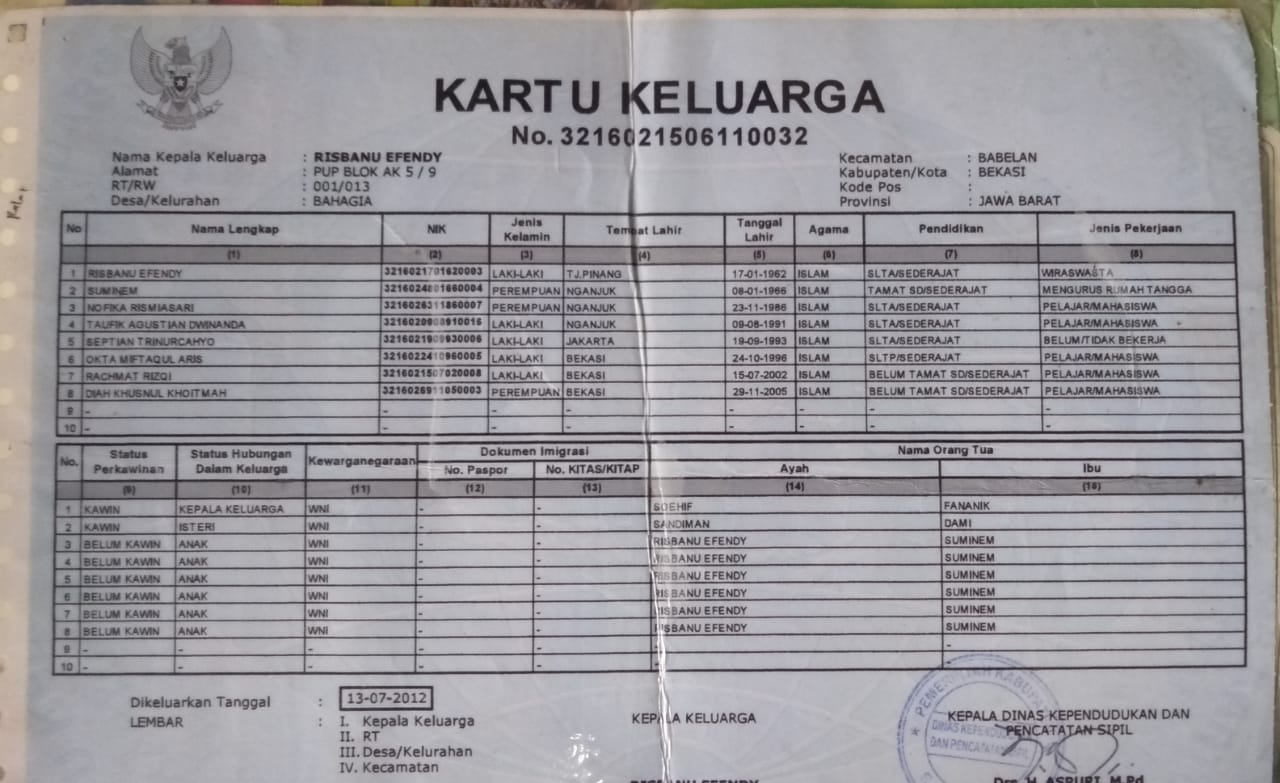 KARTU KELUARGA
No. 3216021506110032
Nama Kepala Keluarga : RISBANU EFENDY
Alamat : PUP BLOK AK 5 / 9
RT/RW : 001/013
Desa/Kelurahan : BAHAGIA
Kecamatan : BABELAN
Kabupaten/Kota : BEKASI
Kode Pos :
Provinsi : JAWA BARAT
No Nama Lengkap NIK Jenis Kelamin Tempat Lahir Tanggal Lahir Agama Pendidikan Jenis Pekerjaan
(1) (2) (3) (4) (5) (6) (7) (8)
1 RISBANU EFENDY 3216021701620003 LAKI-LAKI TJ.PINANG 17-01-1962 ISLAM SLTA/SEDERAJAT WIRASWASTA
2 SUMINEM 3216024801660004 PEREMPUAN NGANJUK 08-01-1966 ISLAM TAMAT SD/SEDERAJAT MENGURUS RUMAH TANGGA
3 NOFIKA RISMIASARI 3216026311860007 PEREMPUAN NGANJUK 23-11-1986 ISLAM SLTA/SEDERAJAT PELAJAR/MAHASISWA
4 TAUFIK AGUSTIAN DWINANDA 3216020908910016 LAKI-LAKI NGANJUK 09-08-1991 ISLAM SLTA/SEDERAJAT PELAJAR/MAHASISWA
5 SEPTIAN TRINURCAHYO 3216021909930006 LAKI-LAKI JAKARTA 19-09-1993 ISLAM SLTA/SEDERAJAT BELUM/TIDAK BEKERJA
6 OKTA MIFTAQUL ARIS 3216022410960005 LAKI-LAKI BEKASI 24-10-1996 ISLAM SLTP/SEDERAJAT PELAJAR/MAHASISWA
7 RACHMAT RIZQI 3216021507020008 LAKI-LAKI BEKASI 15-07-2002 ISLAM BELUM TAMAT SD/SEDERAJAT PELAJAR/MAHASISWA
8 DIAH KHUSNUL KHOITMAH 3216026911050003 PEREMPUAN BEKASI 29-11-2005 ISLAM BELUM TAMAT SD/SEDERAJAT PELAJAR/MAHASISWA
9 - - - - - - - -
10 - - - - - - - -
No. Status Perkawinan Status Hubungan Dalam Keluarga Kewarganegaraan Dokumen Imigrasi Nama Orang Tua
No. Paspor No. KITAS/KITAP Ayah Ibu
(9) (10) (11) (12) (13) (14) (15)
1 KAWIN KEPALA KELUARGA WNI - - SOEHIF FANANIK
2 KAWIN ISTERI WNI - - SANDIMAN DAMI
3 BELUM KAWIN ANAK WNI - - RISBANU EFENDY SUMINEM
4 BELUM KAWIN ANAK WNI - - RISBANU EFENDY SUMINEM
5 BELUM KAWIN ANAK WNI - - RISBANU EFENDY SUMINEM
6 BELUM KAWIN ANAK WNI - - RISBANU EFENDY SUMINEM
7 BELUM KAWIN ANAK WNI - - RISBANU EFENDY SUMINEM
8 BELUM KAWIN ANAK WNI - - RISBANU EFENDY SUMINEM
9 - - - - - - -
10 - - - - - - -
Dikeluarkan Tanggal : 13-07-2012
LEMBAR : I. Kepala Keluarga
II. RT
III. Desa/Kelurahan
IV. Kecamatan
KEPALA KELUARGA
RISBANU EFENDY
KEPALA DINAS KEPENDUDUKAN DAN
PENCATATAN SIPIL
Drs. H. ASPURI, M.Pd
PEMERINTAH KABUPA
DINAS KEPENDUDU
DAN PENCATATAN SIPIL